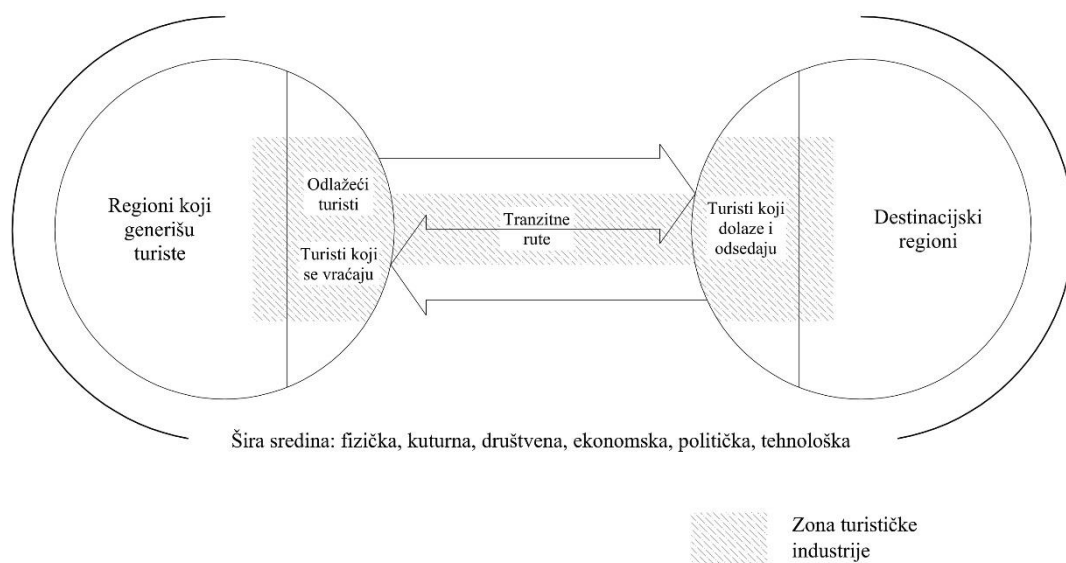 Regioni koji
generišu
turiste
Odlažeći
turisti
Turisti koji
se vraćaju
Tranzitne
rute
Turisti koji
dolaze i
odsedaju
Destinacijski
regioni
Šira sredina: fizička, kuturna, društvena, ekonomska, politička, tehnološka
Zona turističke
industrije